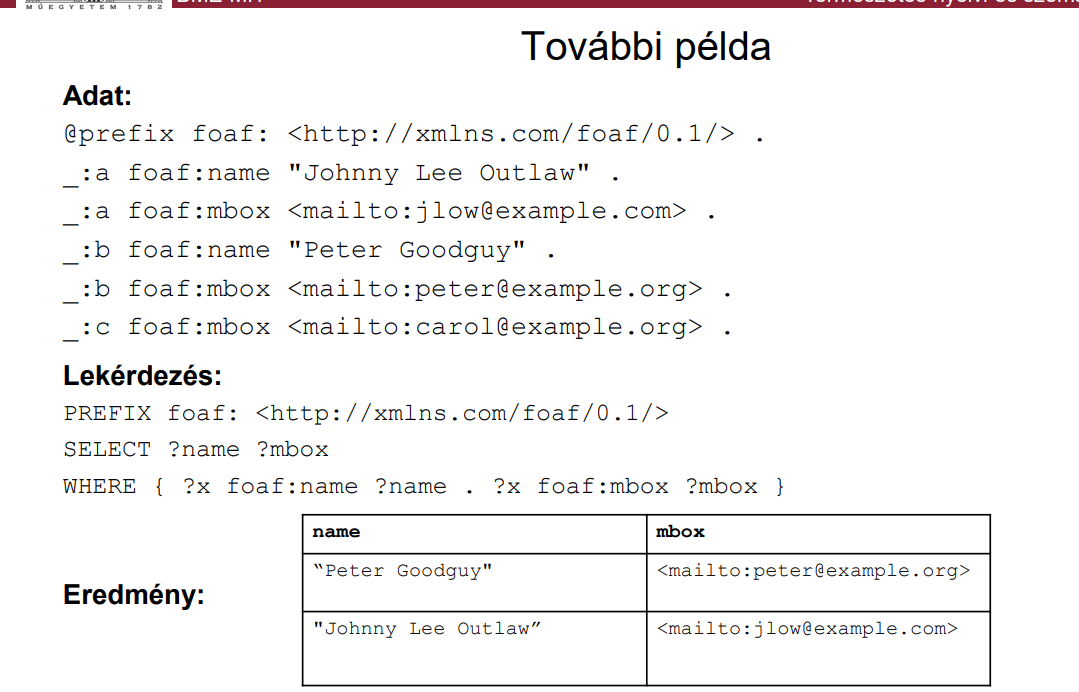 MŰEGYETEM 1782
További példa
Adat:
@prefix foaf: <http://xmlns.com/foaf/0.1/> .
_:a foaf:name "Johnny Lee Outlaw" .
_:a foaf:mbox <mailto:jlow@example.com> .
_:b foaf:name "Peter Goodguy" .
_:b foaf:mbox <mailto:peter@example.org> .
_:c foaf:mbox <mailto:carol@example.org> .
Lekérdezés:
PREFIX foaf: <http://xmlns.com/foaf/0.1/>
SELECT ?name ?mbox
WHERE { ?x foaf:name ?name . ?x foaf:mbox ?mbox }
name mbox
“Peter Goodguy" <mailto:peter@example.org>
Eredmény:
"Johnny Lee Outlaw” <mailto:jlow@example.com>